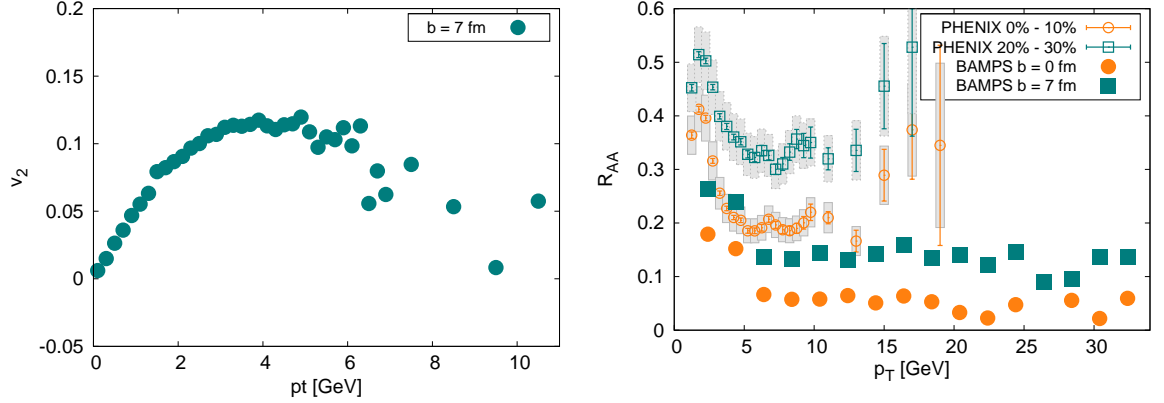 b = 7 fm
0.2
0.15
0.1
0.05
0
-0.05
v2
0 2 4 6 8 10
pt [GeV]
PHENIX 0% - 10%
PHENIX 20% - 30%
BAMPS b = 0 fm
BAMPS b = 7 fm
0.6
0.5
0.4
0.3
0.2
0.1
0
RAA
0 5 10 15 20 25 30
pT [GeV]